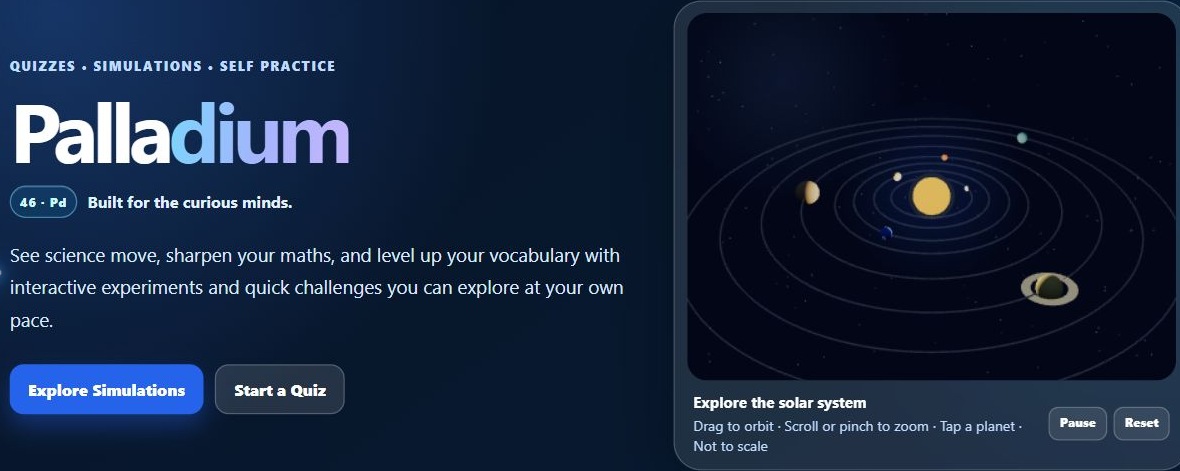 QUIZZES • SIMULATIONS • SELF PRACTICE
Palladium
46 · Pd
Built for the curious minds.
See science move, sharpen your maths, and level up your vocabulary with
interactive experiments and quick challenges you can explore at your own
pace.
Explore Simulations
Start a Quiz
Explore the solar system
Drag to orbit · Scroll or pinch to zoom · Tap a planet ·
Not to scale
Pause
Reset